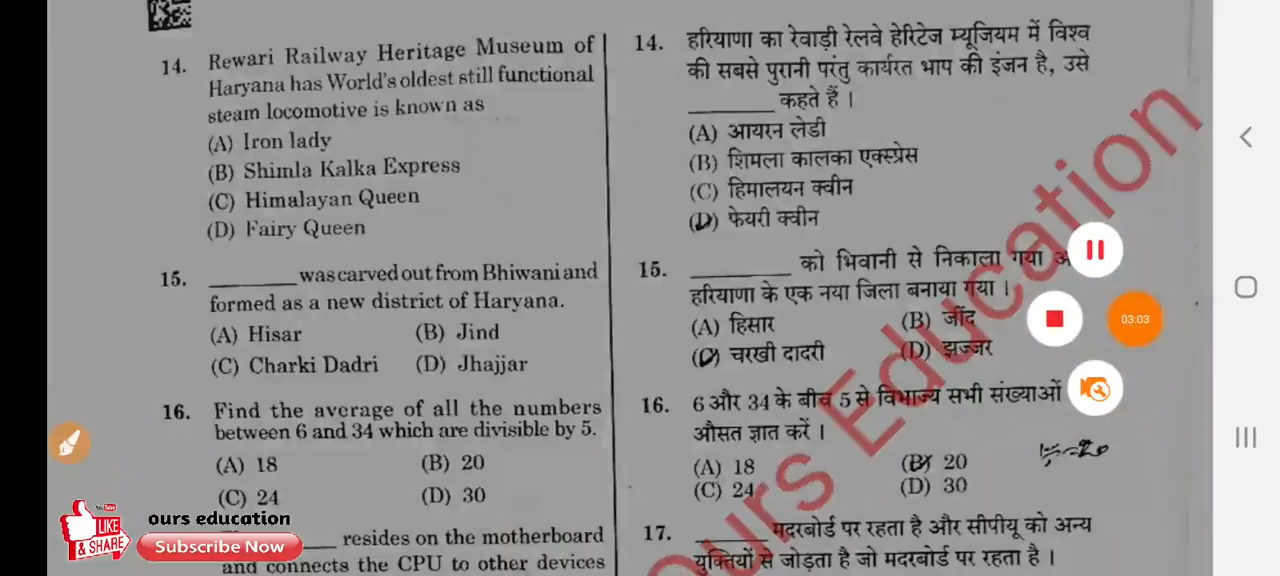 14. Rewari Railway Heritage Museum of
Haryana has World's oldest still functional
steam locomotive is known as
(A) Iron lady
(B) Shimla Kalka Express
(C) Himalayan Queen
(D) Fairy Queen
15. ________ was carved out from Bhiwani and
formed as a new district of Haryana.
(A) Hisar (B) Jind
(C) Charki Dadri (D) Jhajjar
16. Find the average of all the numbers
between 6 and 34 which are divisible by 5.
(A) 18 (B) 20
(C) 24 (D) 30
____ resides on the motherboard
and connects the CPU to other devices
14. हरियाणा का रेवाड़ी रेलवे हेरिटेज म्यूजियम में विश्व
की सबसे पुरानी परंतु कार्यरत भाप की इंजन है, उसे
________ कहते हैं ।
(A) आयरन लेडी
(B) शिमला कालका एक्स्प्रेस
(C) हिमालयन क्वीन
(D) फेयरी क्वीन
15. ________ को भिवानी से निकाला गया
हरियाणा के एक नया जिला बनाया गया ।
(A) हिसार (B) जींद
(C) चरखी दादरी (D) झज्जर
16. 6 और 34 के बीच 5 से विभाज्य सभी संख्याओं
औसत ज्ञात करें ।
(A) 18 (B) 20
(C) 24 (D) 30
17. ________ मदरबोर्ड पर रहता है और सीपीयू को अन्य
युक्तियों से जोड़ता है जो मदरबोर्ड पर रहता है ।
Ours Education
03:03
YouTube
LIKE
& SHARE
ours education
Subscribe Now